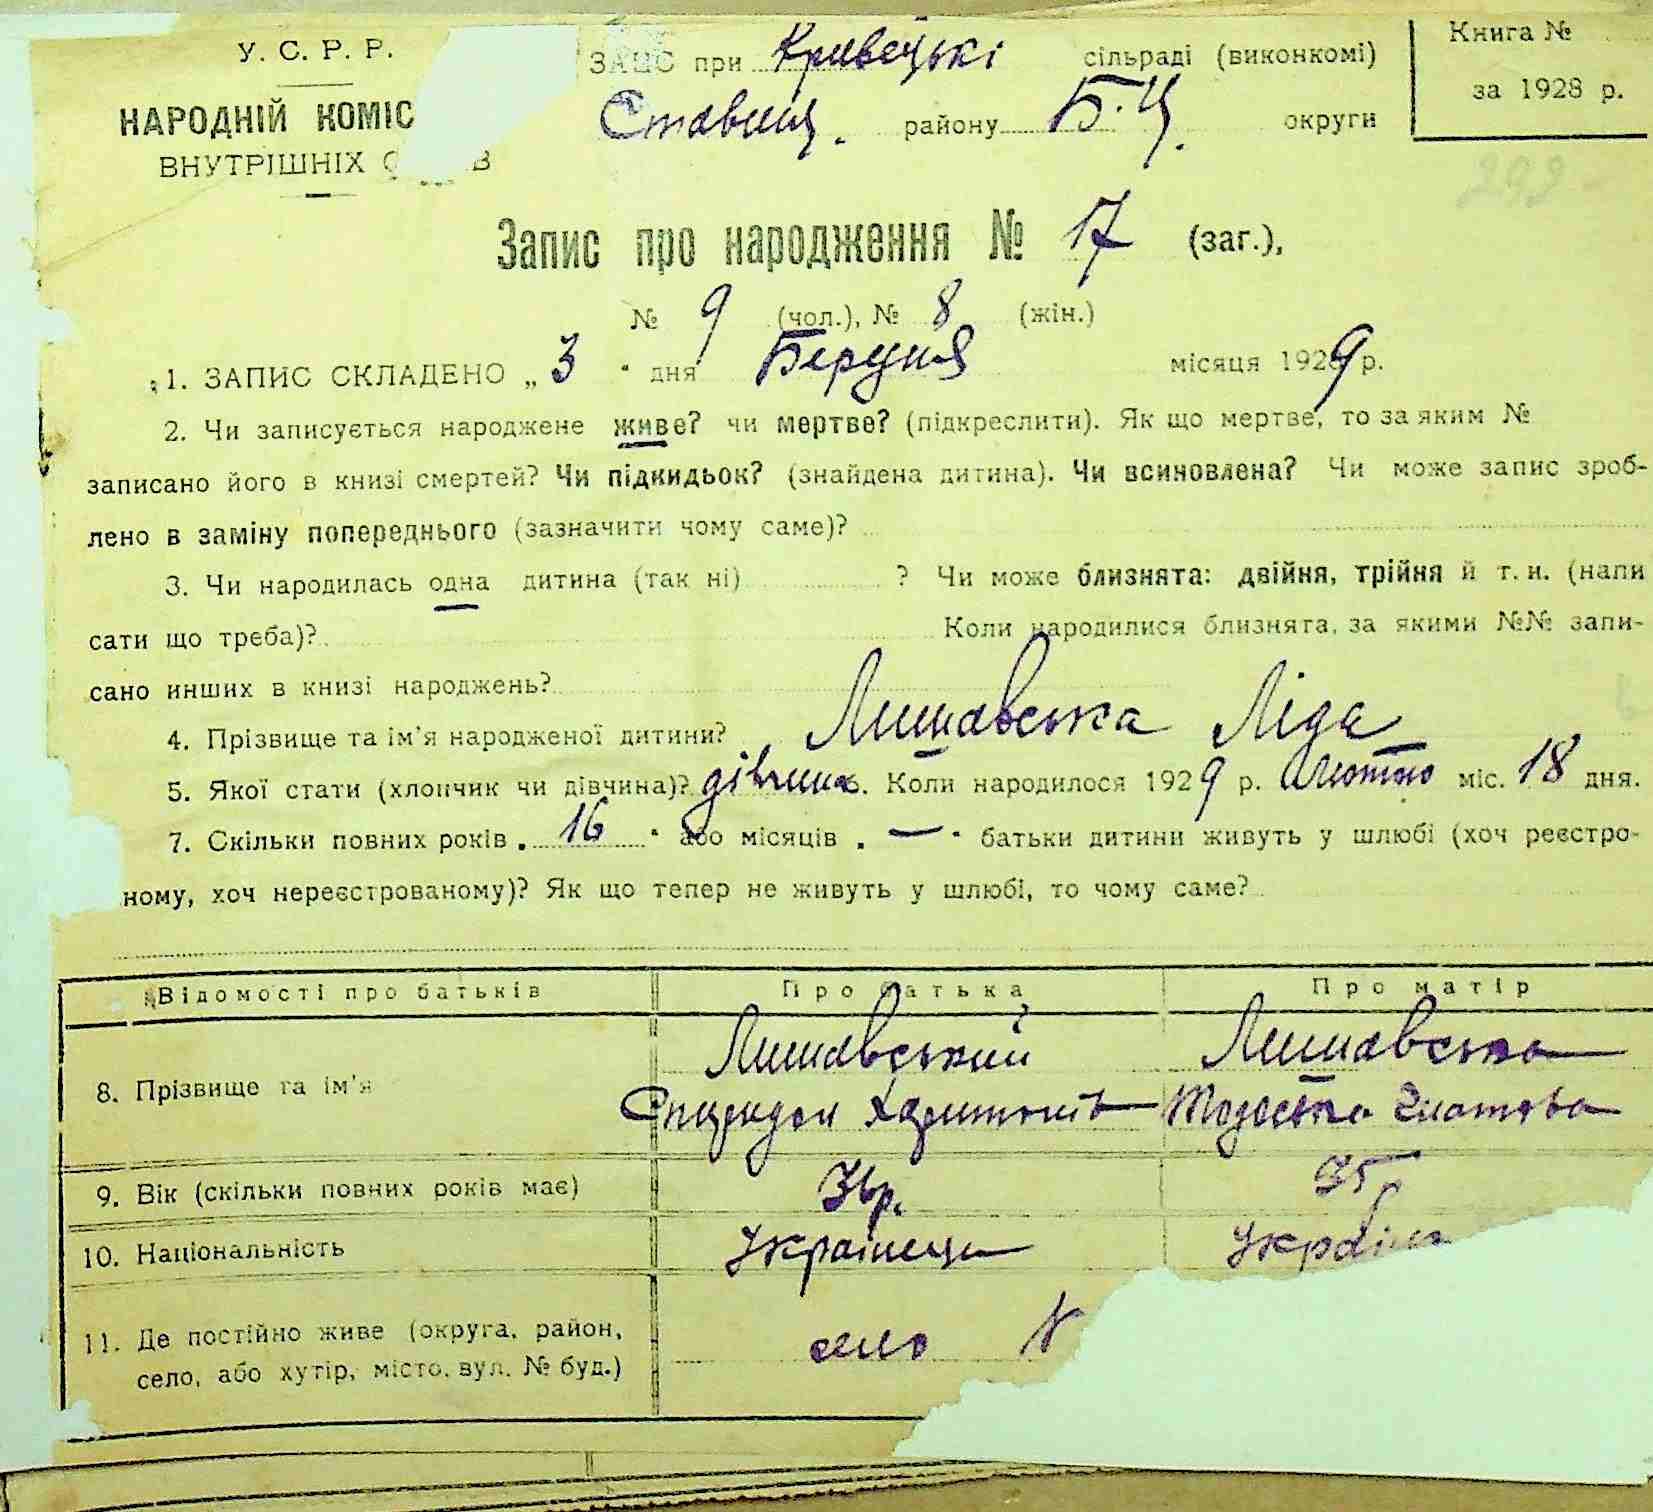 У. С. Р. Р.
НАРОДНІЙ КОМІС
ВНУТРІШНІХ
ЗАЦС при Кривецькі сільраді (виконкомі)
Ставищ. району Б.Ц. округи
Книга №
за 1928 р.
292
Запис про народження № 17 (заг.),
№ 9 (чол.), № 8 (жін.)
1. ЗАПИС СКЛАДЕНО „ 3 " дня Березня місяця 1929 р.
2. Чи записується народжене живе? чи мертве? (підкреслити). Як що мертве, то за яким №
записано його в книзі смертей? Чи підкидьок? (знайдена дитина). Чи всиновлена? Чи може запис зроб-
лено в заміну попереднього (зазначити чому саме)?
3. Чи народилась одна дитина (так ні) ? Чи може близнята: двійня, трійня й т. и. (напи
сати що треба)? Коли народилися близнята, за якими №№ запи-
сано инших в книзі народжень?
4. Прізвище та ім'я народженої дитини? Лишавська Ліда
5. Якої стати (хлопчик чи дівчина)? дівчина. Коли народилося 1929 р. Лютого міс. 18 дня.
7. Скільки повних років „ 16 " або місяців „ — " батьки дитини живуть у шлюбі (хоч реєстро-
ному, хоч нереєстрованому)? Як що тепер не живуть у шлюбі, то чому саме?
Відомості про батьків Про батька Про матір
8. Прізвище та ім'я Лишавський Лишавська
Спиридон Харитонів Тодоська
9. Вік (скільки повних років має) 36р. 35
10. Національність Українець Україн
11. Де постійно живе (округа, район, село
село, або хутір, місто, вул. № буд.)